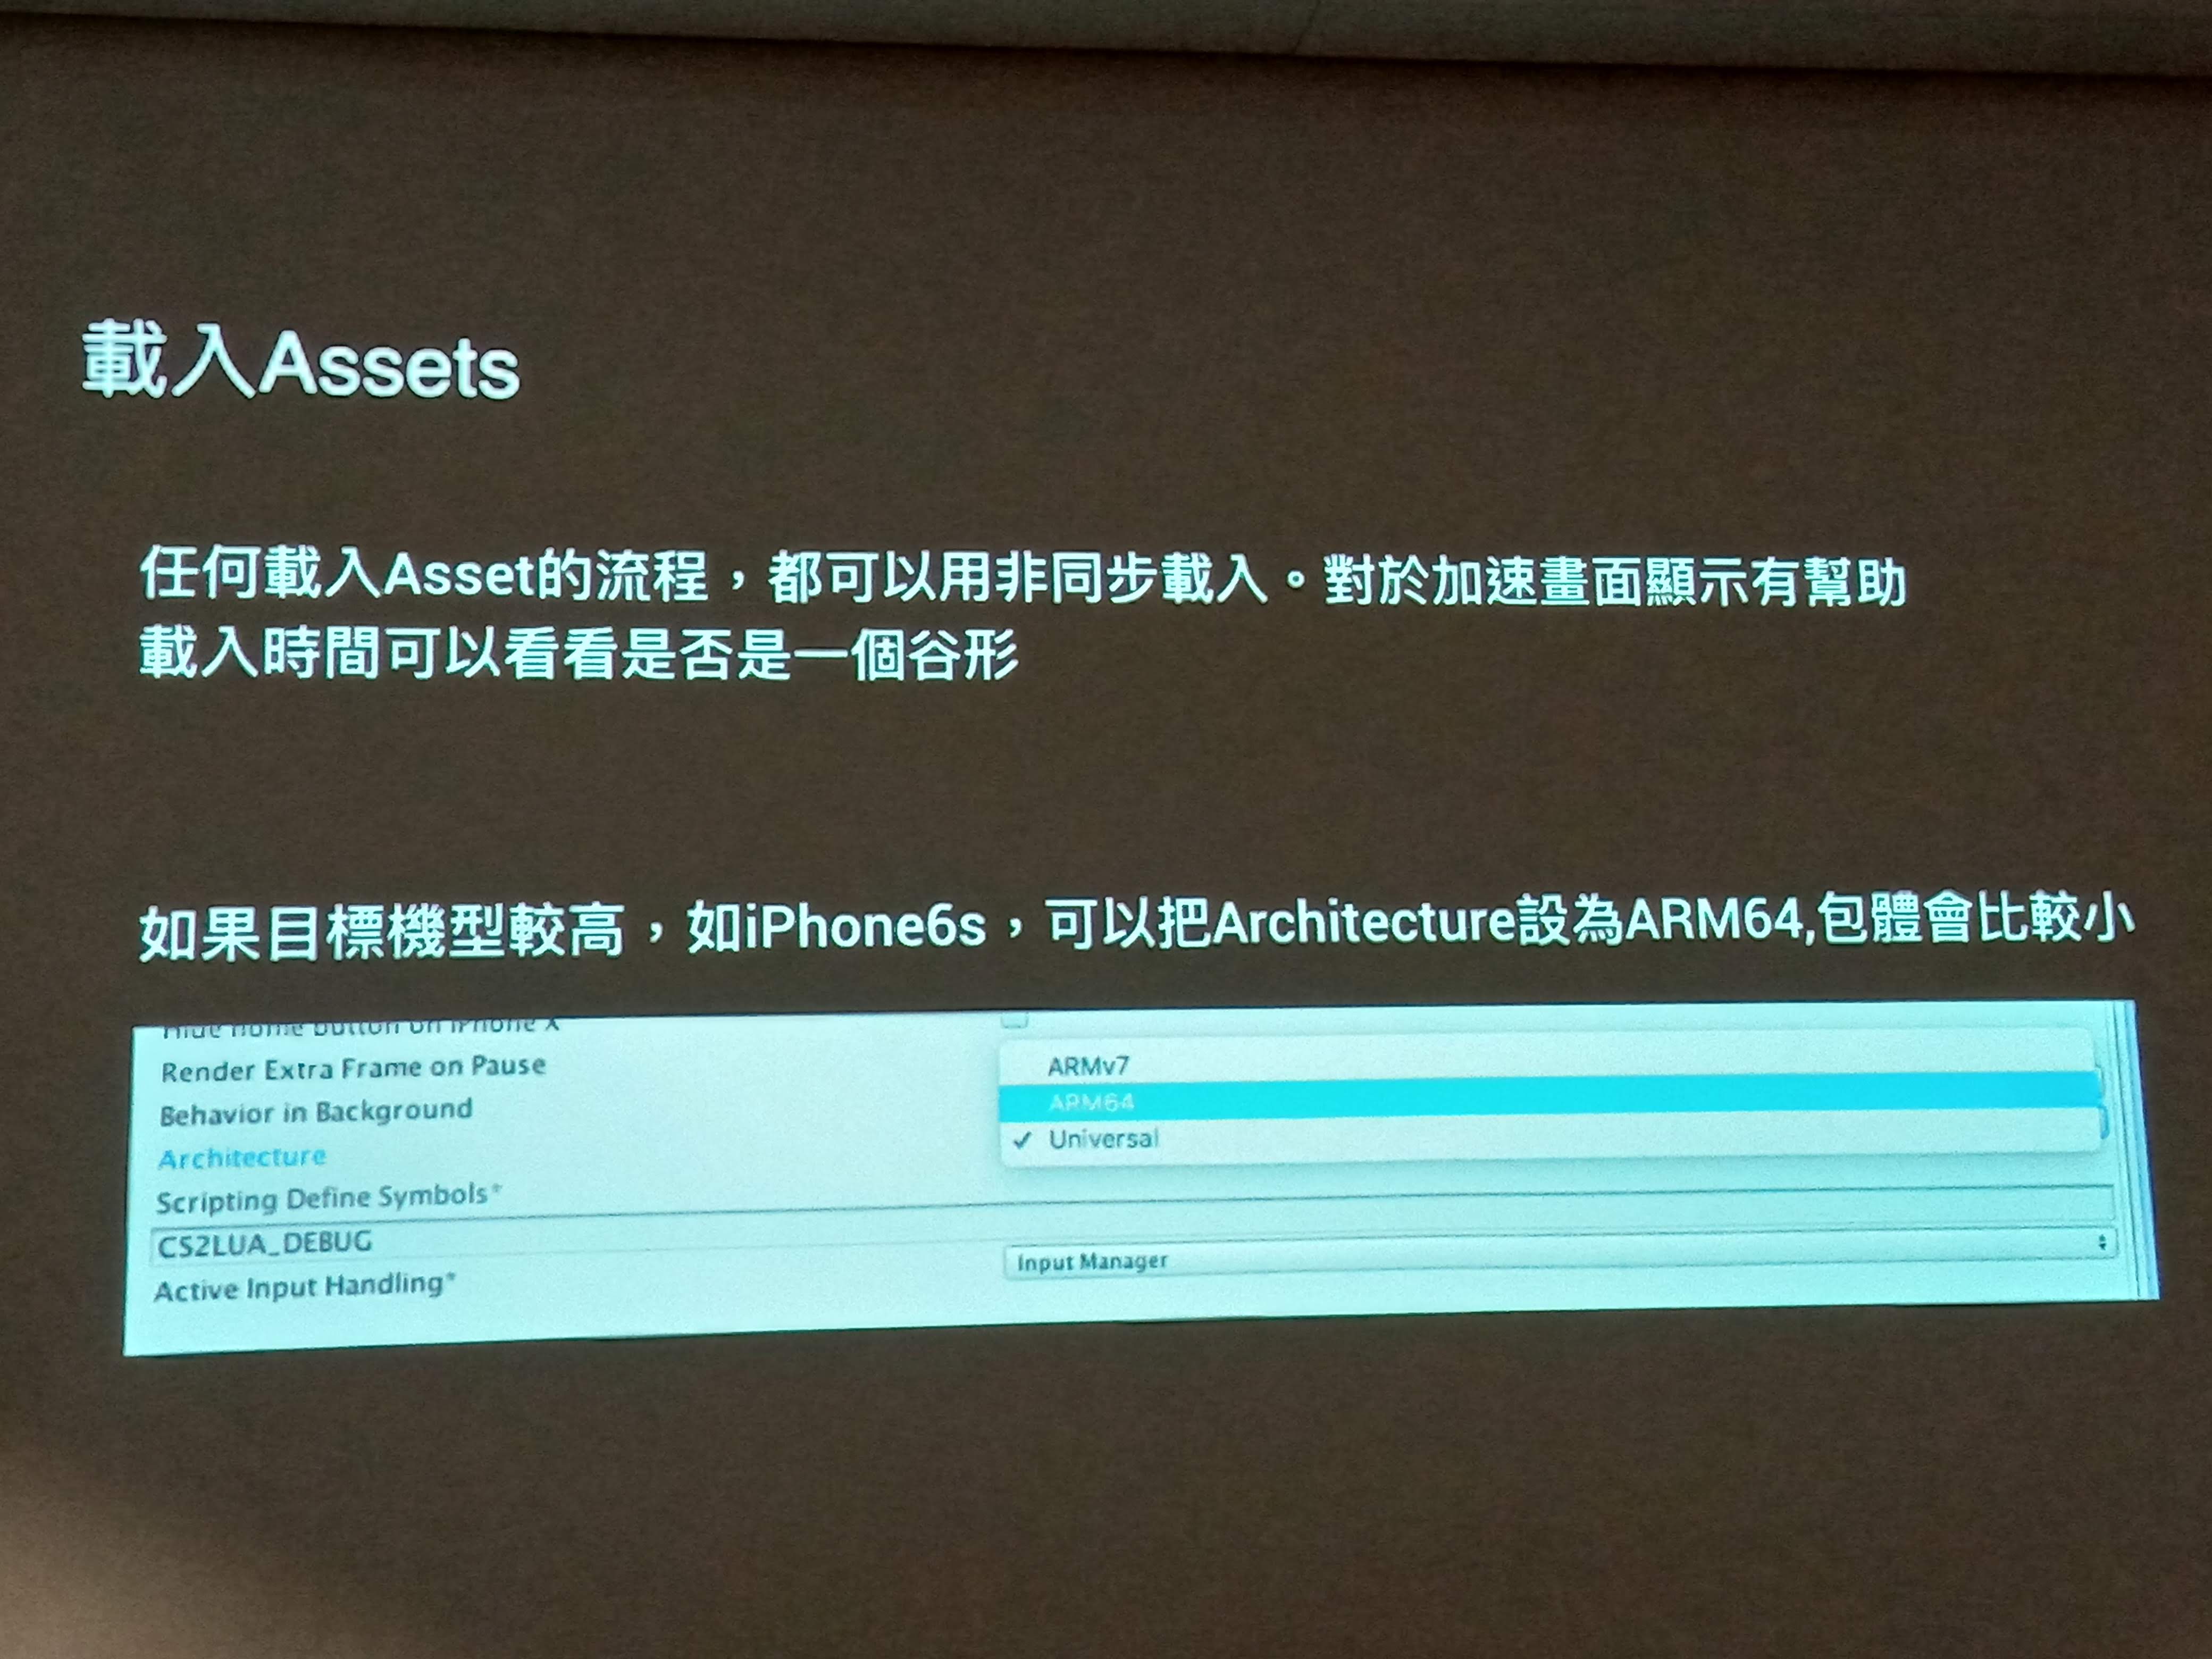 載入Assets
任何載入Asset的流程，都可以用非同步載入。對於加速畫面顯示有幫助
載入時間可以看看是否是一個谷形
如果目標機型較高，如iPhone6s，可以把Architecture設為ARM64,包體會比較小
Hide home button on iPhone X
Render Extra Frame on Pause
ARMv7
Behavior in Background
ARM64
Architecture
✓ Universal
Scripting Define Symbols*
CS2LUA_DEBUG
Active Input Handling*
Input Manager